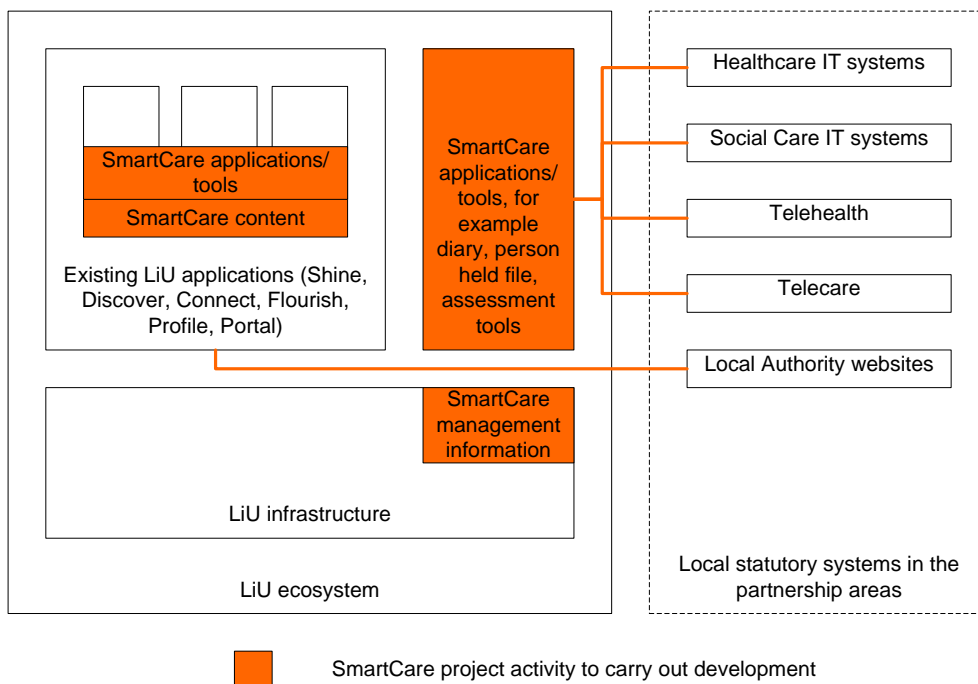 SmartCare applications/
tools
SmartCare content
Existing LiU applications (Shine,
Discover, Connect, Flourish,
Profile, Portal)
SmartCare
applications/
tools, for
example
diary, person
held file,
assessment
tools
SmartCare
management
information
LiU infrastructure
LiU ecosystem
Healthcare IT systems
Social Care IT systems
Telehealth
Telecare
Local Authority websites
Local statutory systems in the
partnership areas
SmartCare project activity to carry out development